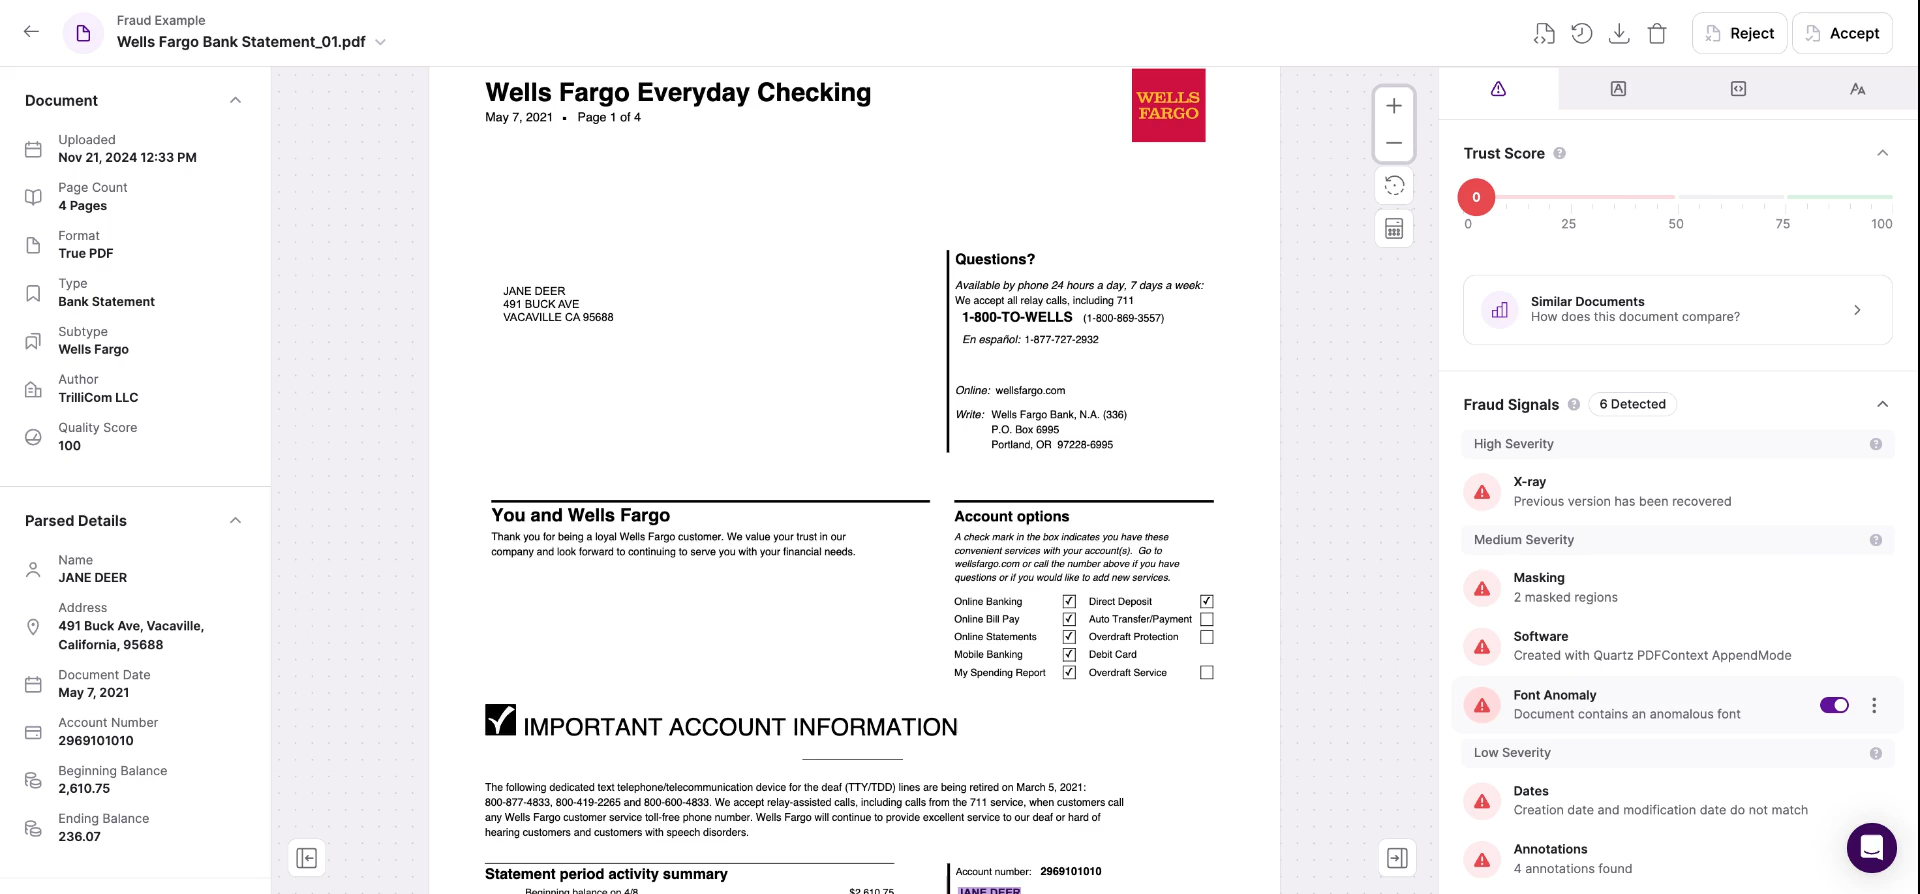 Fraud Example
Wells Fargo Bank Statement_01.pdf
Reject
Accept
Document
Uploaded
Nov 21, 2024 12:33 PM
Page Count
4 Pages
Format
True PDF
Type
Bank Statement
Subtype
Wells Fargo
Author
TrilliCom LLC
Quality Score
100
Parsed Details
Name
JANE DEER
Address
491 Buck Ave, Vacaville,
California, 95688
Document Date
May 7, 2021
Account Number
2969101010
Beginning Balance
2,610.75
Ending Balance
236.07
Wells Fargo Everyday Checking
May 7, 2021 ▪ Page 1 of 4
WELLS
FARGO
JANE DEER
491 BUCK AVE
VACAVILLE CA 95688
Questions?
Available by phone 24 hours a day, 7 days a week:
We accept all relay calls, including 711
1-800-TO-WELLS (1-800-869-3557)
En español: 1-877-727-2932
Online: wellsfargo.com
Write: Wells Fargo Bank, N.A. (336)
P.O. Box 6995
Portland, OR 97228-6995
You and Wells Fargo
Thank you for being a loyal Wells Fargo customer. We value your trust in our
company and look forward to continuing to serve you with your financial needs.
Account options
A check mark in the box indicates you have these
convenient services with your account(s). Go to
wellsfargo.com or call the number above if you have
questions or if you would like to add new services.
Online Banking ✓ Direct Deposit ✓
Online Bill Pay ✓ Auto Transfer/Payment
Online Statements ✓ Overdraft Protection
Mobile Banking ✓ Debit Card
My Spending Report ✓ Overdraft Service
IMPORTANT ACCOUNT INFORMATION
The following dedicated text telephone/telecommunication device for the deaf (TTY/TDD) lines are being retired on March 5, 2021:
800-877-4833, 800-419-2265 and 800-600-4833. We accept relay-assisted calls, including calls from the 711 service, when customers call
any Wells Fargo customer service toll-free phone number. Wells Fargo will continue to provide excellent service to our deaf or hard of
hearing customers and customers with speech disorders.
Statement period activity summary
Beginning balance on 4/8 $2,610.75
Account number: 2969101010
JANE DEER
Trust Score
0
0 25 50 75 100
Similar Documents
How does this document compare?
Fraud Signals
6 Detected
High Severity
X-ray
Previous version has been recovered
Medium Severity
Masking
2 masked regions
Software
Created with Quartz PDFContext AppendMode
Font Anomaly
Document contains an anomalous font
Low Severity
Dates
Creation date and modification date do not match
Annotations
4 annotations found